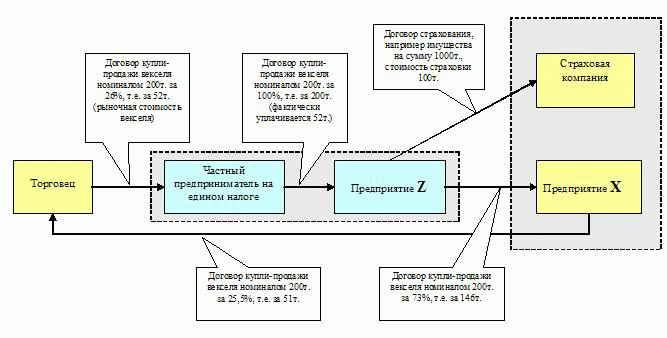 Договор купли-
продажи векселя
номиналом 200т. за
26%, т.е. за 52т.
(рыночная стоимость
векселя)
Договор купли-
продажи векселя
номиналом 200т. за
100%, т.е. за 200т.
(фактически
уплачивается 52т.)
Договор страхования,
например имущества
на сумму 1000т.,
стоимость страховки
100т.
Страховая
компания
Торговец
Частный
предприниматель на
едином налоге
Предприятие Z
Предприятие X
Договор купли-продажи
векселя номиналом 200т.
за 25,5%, т.е. за 51т.
Договор купли-продажи
векселя номиналом 200т.
за 73%, т.е. за 146т.